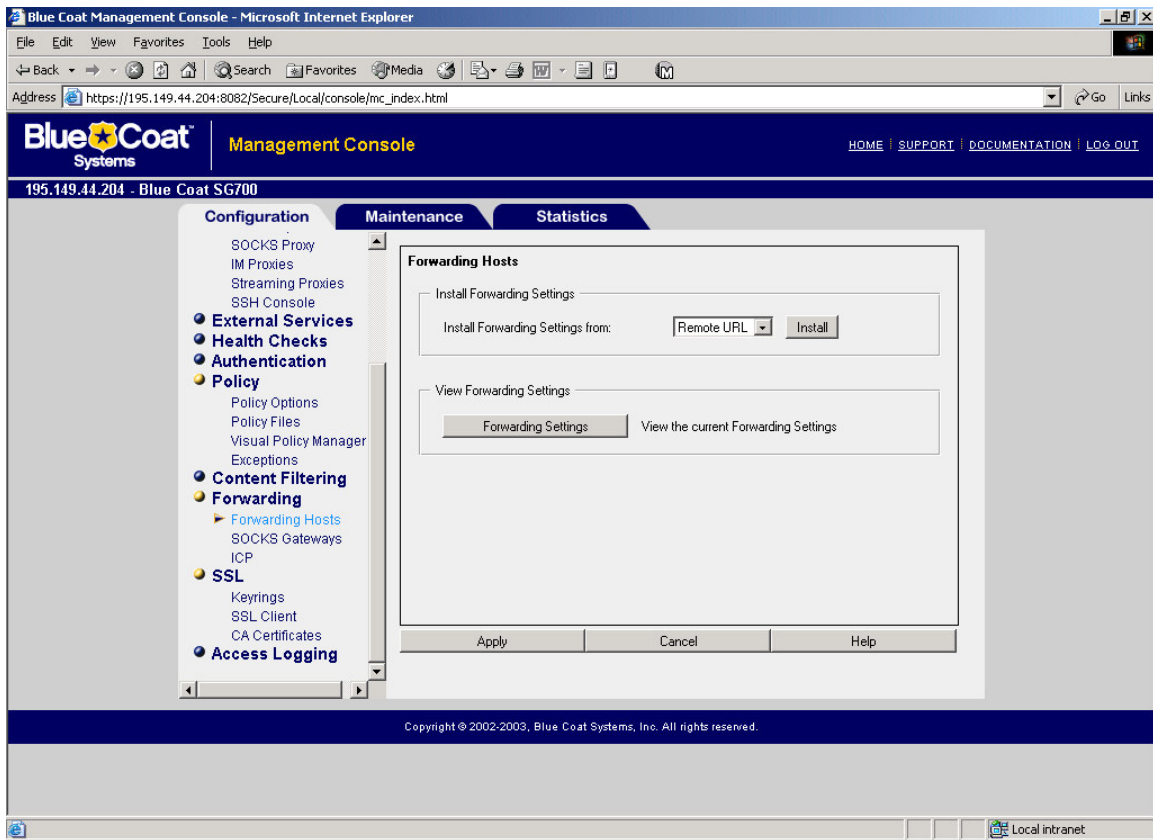 Blue Coat Management Console - Microsoft Internet Explorer
File Edit View Favorites Tools Help
Back Search Favorites Media
Address https://195.149.44.204:8082/Secure/Local/console/mc_index.html Go Links
Blue Coat™
Systems
Management Console
HOME | SUPPORT | DOCUMENTATION | LOG OUT
195.149.44.204 - Blue Coat SG700
Configuration Maintenance Statistics
SOCKS Proxy
IM Proxies
Streaming Proxies
SSH Console
External Services
Health Checks
Authentication
Policy
Policy Options
Policy Files
Visual Policy Manager
Exceptions
Content Filtering
Forwarding
Forwarding Hosts
SOCKS Gateways
ICP
SSL
Keyrings
SSL Client
CA Certificates
Access Logging
Forwarding Hosts
Install Forwarding Settings
Install Forwarding Settings from: Remote URL Install
View Forwarding Settings
Forwarding Settings View the current Forwarding Settings
Apply Cancel Help
Copyright © 2002-2003, Blue Coat Systems, Inc. All rights reserved.
Local intranet